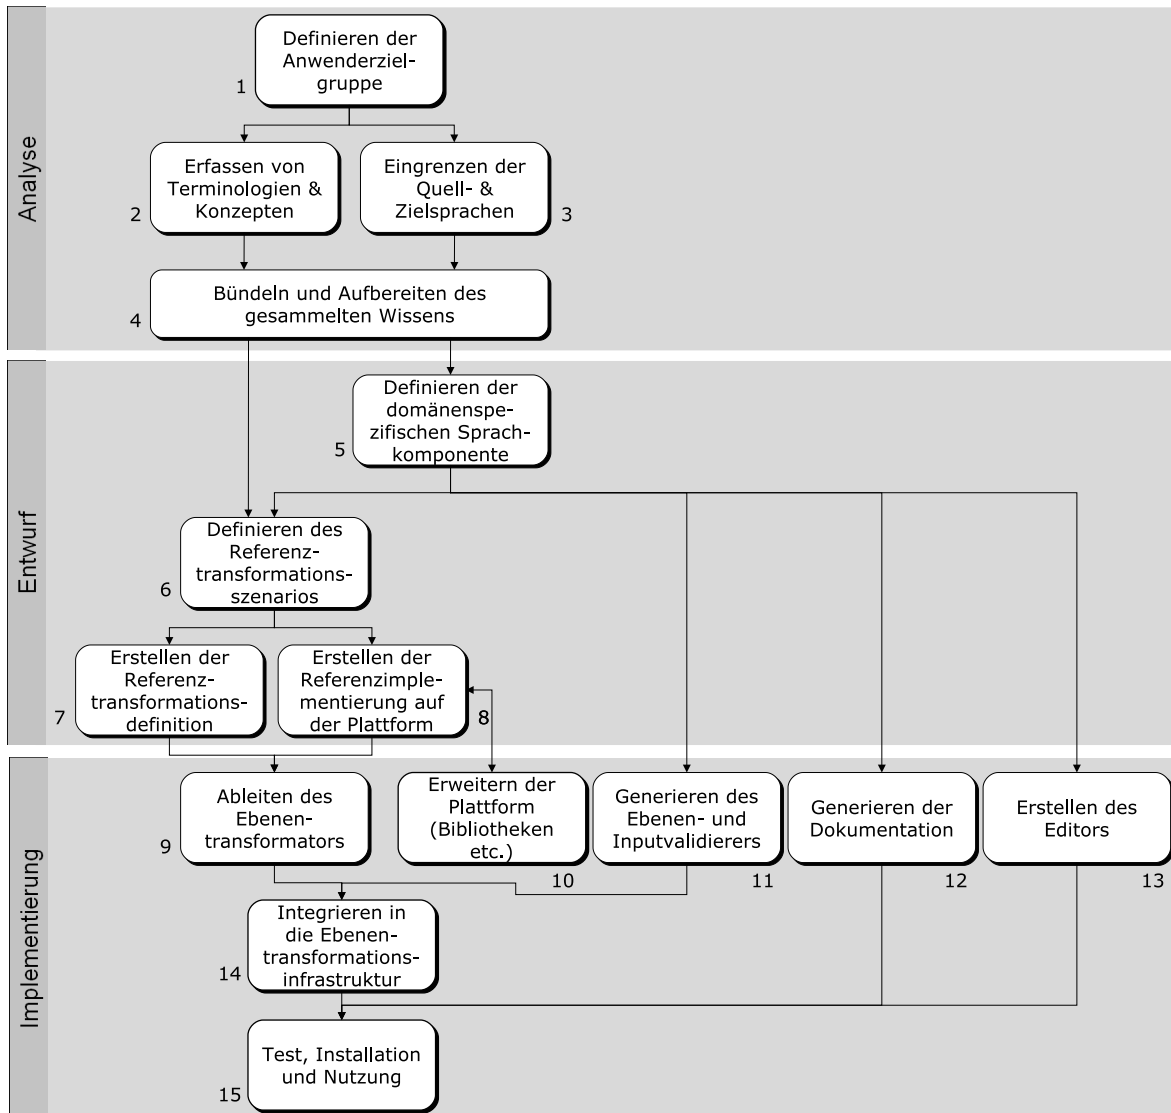 Analyse
Definieren der
Anwenderziel-
gruppe
1
Erfassen von
Terminologien &
Konzepten
2
Eingrenzen der
Quell- &
Zielsprachen
3
Bündeln und Aufbereiten des
gesammelten Wissens
4
Entwurf
Definieren der
domänenspe-
zifischen Sprach-
komponente
5
Definieren des
Referenz-
transformations-
szenarios
6
Erstellen der
Referenz-
transformations-
definition
7
Erstellen der
Referenzimple-
mentierung auf
der Plattform
8
Implementierung
Ableiten des
Ebenen-
transformators
9
Erweitern der
Plattform
(Bibliotheken
etc.)
10
Generieren des
Ebenen- und
Inputvalidierers
11
Generieren der
Dokumentation
12
Erstellen des
Editors
13
Integrieren in
die Ebenen-
transformations-
infrastruktur
14
Test, Installation
und Nutzung
15